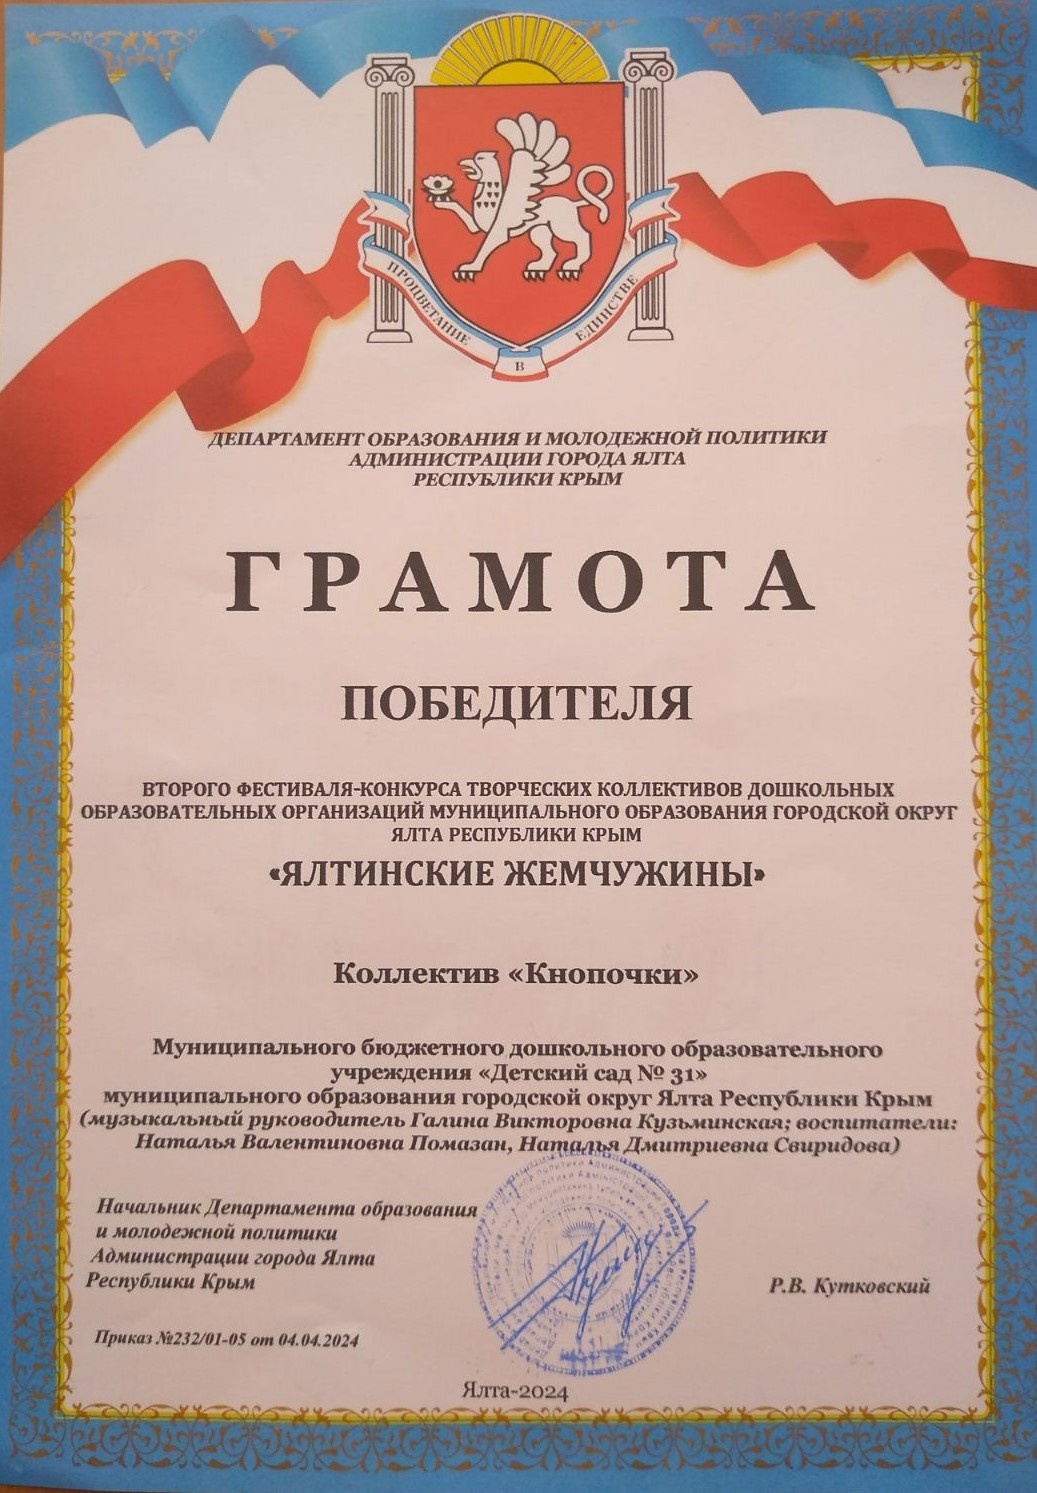 ПРОЦВЕТАНИЕ В ЕДИНСТВЕ
ДЕПАРТАМЕНТ ОБРАЗОВАНИЯ И МОЛОДЕЖНОЙ ПОЛИТИКИ
АДМИНИСТРАЦИИ ГОРОДА ЯЛТА
РЕСПУБЛИКИ КРЫМ
ГРАМОТА
ПОБЕДИТЕЛЯ
ВТОРОГО ФЕСТИВАЛЯ-КОНКУРСА ТВОРЧЕСКИХ КОЛЛЕКТИВОВ ДОШКОЛЬНЫХ
ОБРАЗОВАТЕЛЬНЫХ ОРГАНИЗАЦИЙ МУНИЦИПАЛЬНОГО ОБРАЗОВАНИЯ ГОРОДСКОЙ ОКРУГ
ЯЛТА РЕСПУБЛИКИ КРЫМ
«ЯЛТИНСКИЕ ЖЕМЧУЖИНЫ»
Коллектив «Кнопочки»
Муниципального бюджетного дошкольного образовательного
учреждения «Детский сад № 31»
муниципального образования городской округ Ялта Республики Крым
(музыкальный руководитель Галина Викторовна Кузьминская; воспитатели:
Наталья Валентиновна Помазан, Наталья Дмитриевна Свиридова)
Начальник Департамента образования
и молодежной политики
Администрации города Ялта
Республики Крым
Р.В. Кутковский
Приказ №232/01-05 от 04.04.2024
Ялта-2024